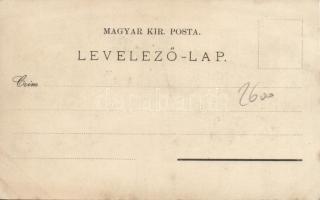 MAGYAR KIR. POSTA.
LEVELEZŐ-LAP.
Czim
2600